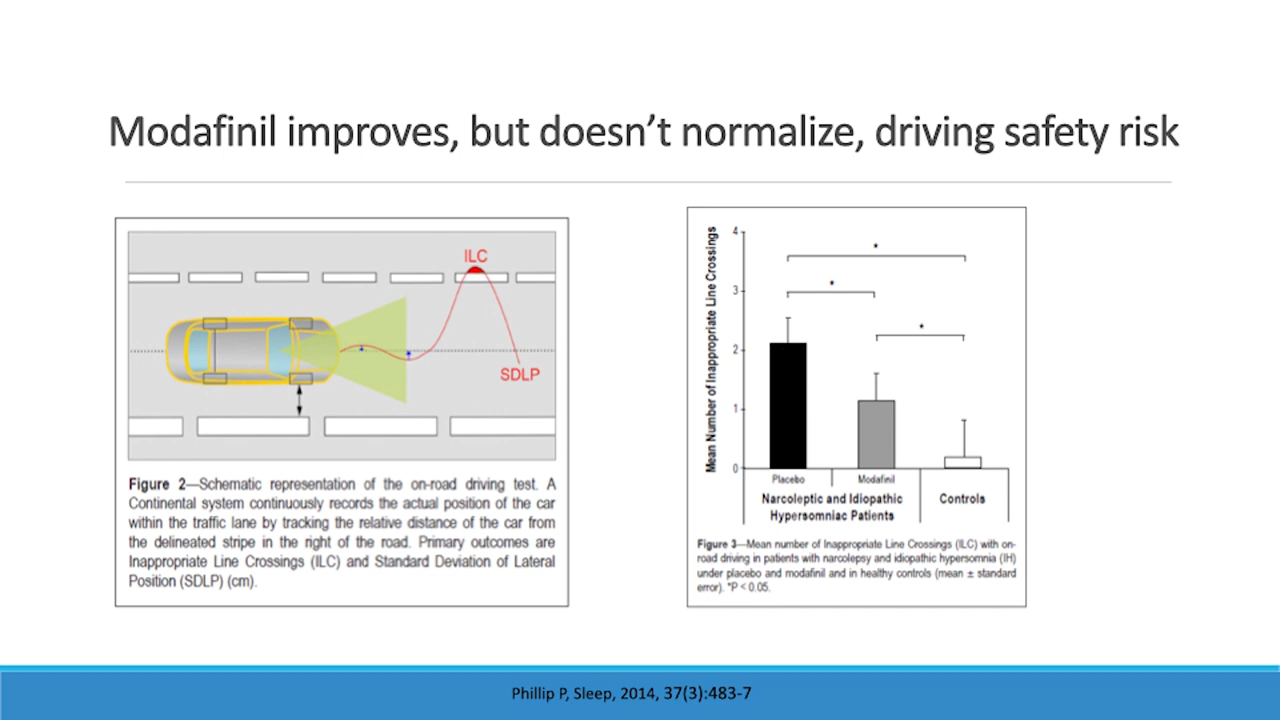 Modafinil improves, but doesn’t normalize, driving safety risk
ILC
SDLP
Figure 2—Schematic representation of the on-road driving test. A
Continental system continuously records the actual position of the car
within the traffic lane by tracking the relative distance of the car from
the delineated stripe in the right of the road. Primary outcomes are
Inappropriate Line Crossings (ILC) and Standard Deviation of Lateral
Position (SDLP) (cm).
Mean Number of Inappropriate Line Crossings
4
3
2
1
0
*
*
*
Placebo
Modafinil
Narcoleptic and Idiopathic
Hypersomniac Patients
Controls
Figure 3—Mean number of Inappropriate Line Crossings (ILC) with on-
road driving in patients with narcolepsy and idiopathic hypersomnia (IH)
under placebo and modafinil and in healthy controls (mean ± standard
error). *P < 0.05.
Phillip P, Sleep, 2014, 37(3):483-7